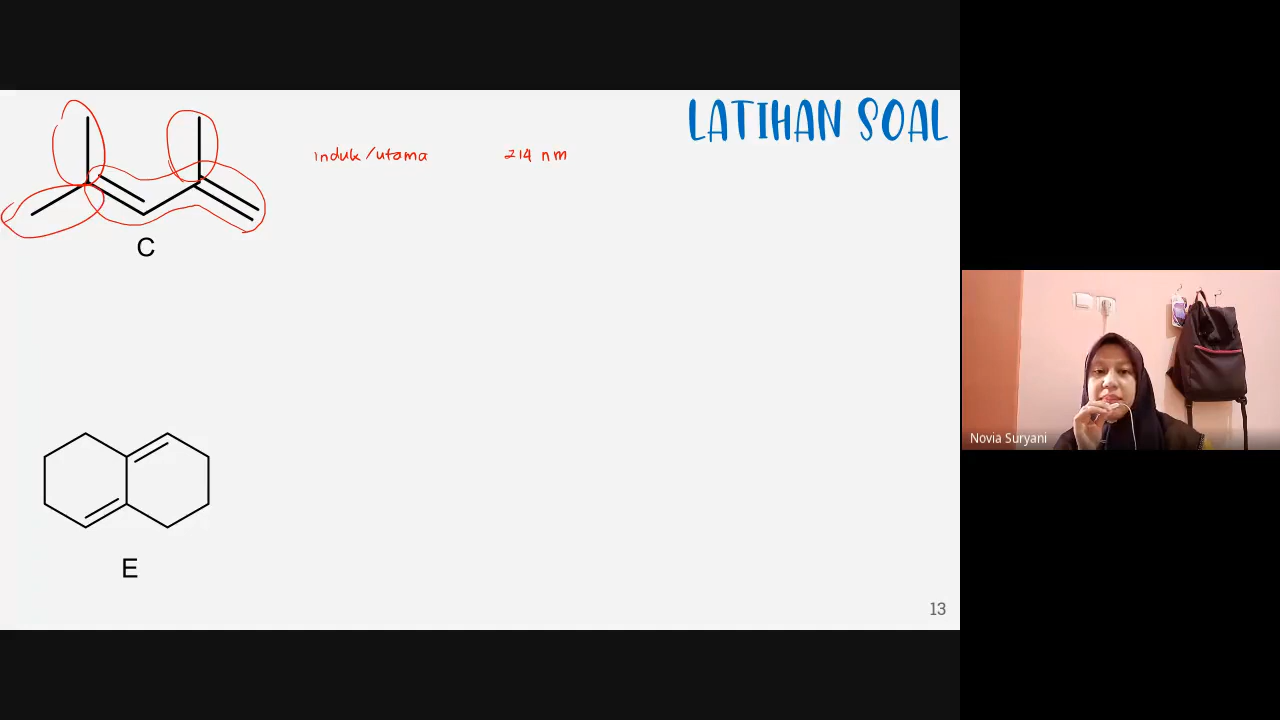 LATIHAN SOAL
induk/utama 214 nm
C
E
13
Novia Suryani